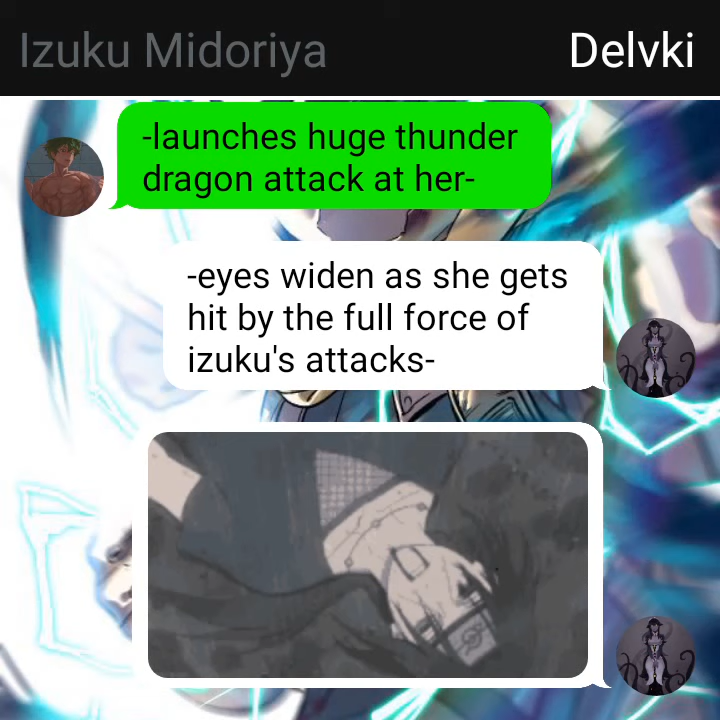 Izuku Midoriya
Delvki
-launches huge thunder
dragon attack at her-
-eyes widen as she gets
hit by the full force of
izuku's attacks-